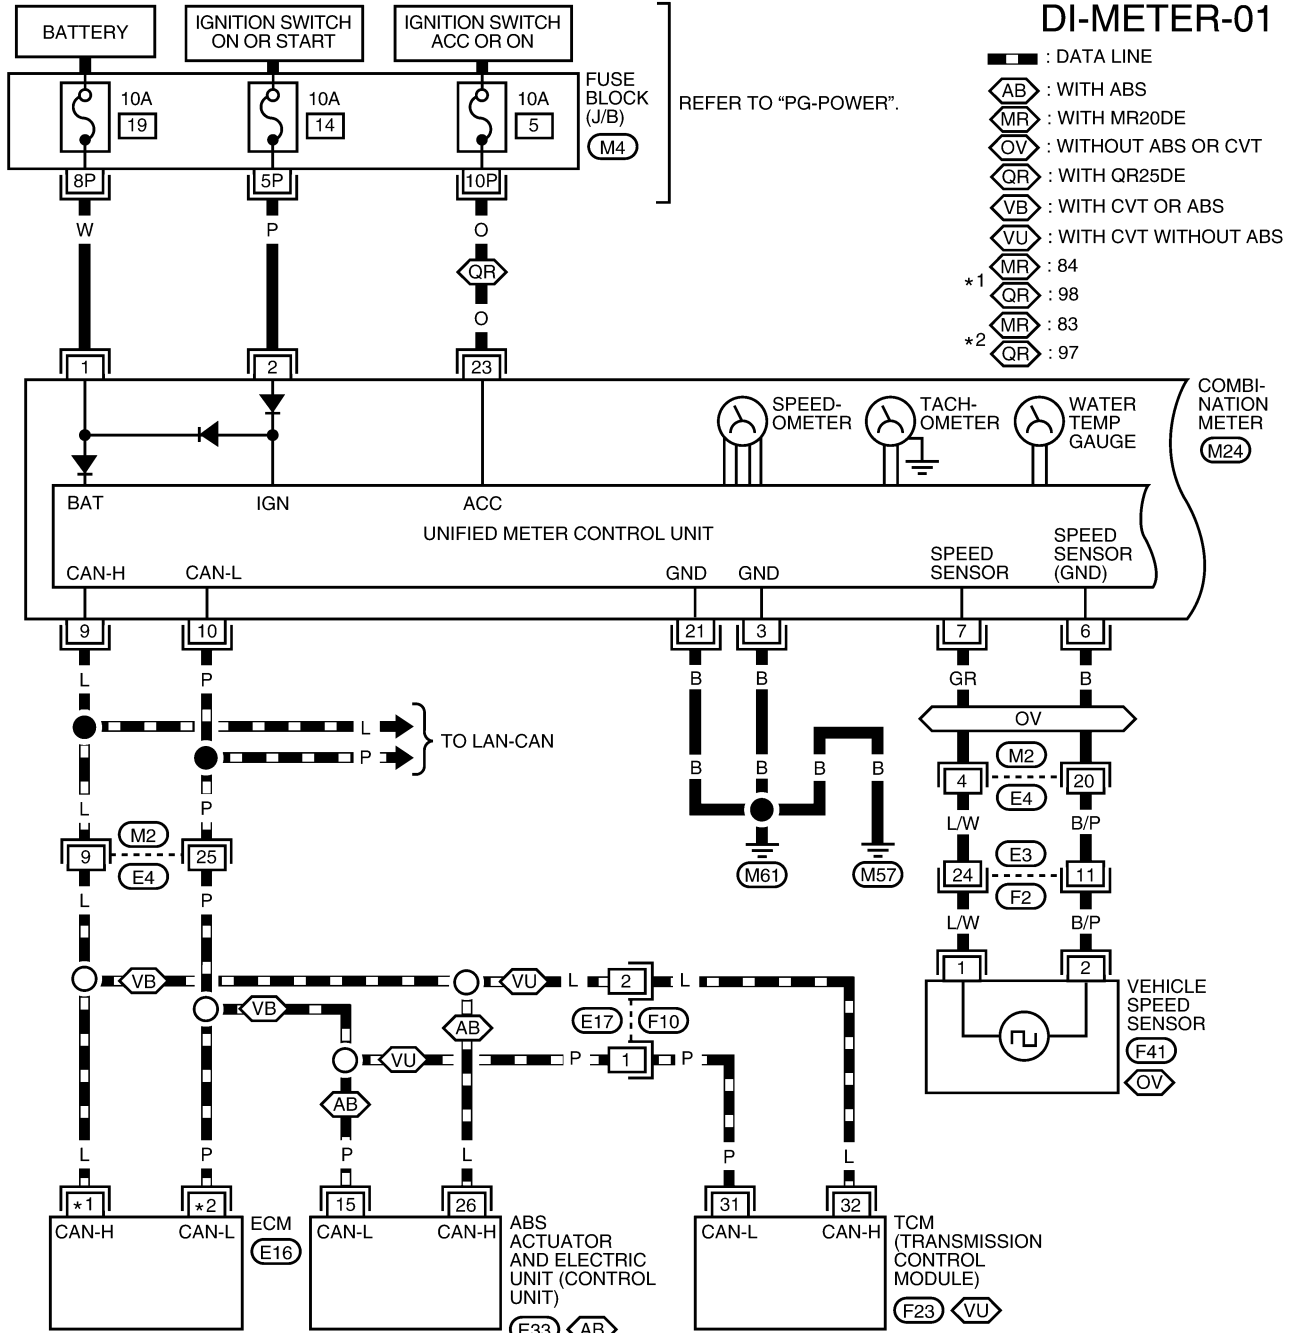 DI-METER-01
BATTERY
IGNITION SWITCH
ON OR START
IGNITION SWITCH
ACC OR ON
10A
19
10A
14
10A
5
FUSE
BLOCK
(J/B)
M4
REFER TO “PG-POWER”.
: DATA LINE
AB : WITH ABS
MR : WITH MR20DE
OV : WITHOUT ABS OR CVT
QR : WITH QR25DE
VB : WITH CVT OR ABS
VU : WITH CVT WITHOUT ABS
*1
MR : 84
QR : 98
*2
MR : 83
QR : 97
8P
5P
10P
W
P
O
QR
O
1
2
23
SPEED-
OMETER
TACH-
OMETER
WATER
TEMP
GAUGE
COMBI-
NATION
METER
M24
BAT
IGN
ACC
UNIFIED METER CONTROL UNIT
CAN-H
CAN-L
GND
GND
SPEED
SENSOR
SPEED
SENSOR
(GND)
9
10
21
3
7
6
L
P
B
B
GR
B
L
P
TO LAN-CAN
OV
B
B
B
B
M61
M57
M2
E4
4
20
L/W
B/P
E3
F2
24
11
L/W
B/P
1
2
VEHICLE
SPEED
SENSOR
F41
OV
L
P
9
25
M2
E4
L
P
VB
VU
L
2
L
VB
AB
E17
F10
VU
P
1
P
AB
L
P
P
L
P
L
*1
*2
15
26
31
32
CAN-H
CAN-L
ECM
E16
CAN-L
CAN-H
ABS
ACTUATOR
AND ELECTRIC
UNIT (CONTROL
UNIT)
E33
AB
CAN-L
CAN-H
TCM
(TRANSMISSION
CONTROL
MODULE)
F23
VU